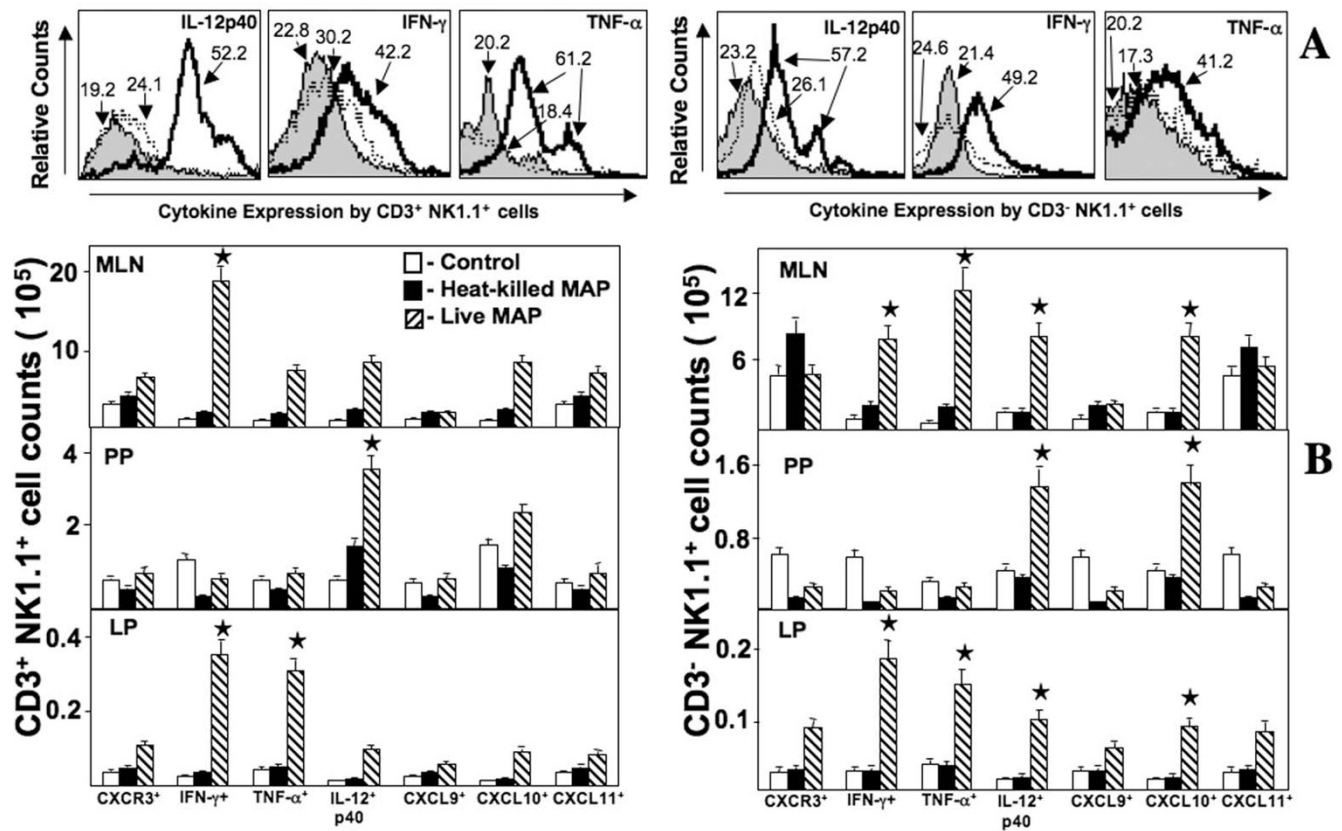 IL-12p40
IFN-γ
TNF-α
IL-12p40
IFN-γ
TNF-α
A
Relative Counts
19.2
24.1
52.2
22.8
30.2
42.2
20.2
61.2
18.4
Relative Counts
23.2
57.2
26.1
24.6
21.4
49.2
20.2
17.3
41.2
Cytokine Expression by CD3⁺ NK1.1⁺ cells
Cytokine Expression by CD3⁻ NK1.1⁺ cells
CD3⁺ NK1.1⁺ cell counts ( 10⁵)
MLN
20
10
★
- Control
- Heat-killed MAP
- Live MAP
PP
4
2
★
LP
0.4
0.2
★ ★
CXCR3⁺ IFN-γ+ TNF-α⁺ IL-12⁺ CXCL9⁺ CXCL10⁺ CXCL11⁺
p40
CD3⁻ NK1.1⁺ cell counts ( 10⁵)
MLN
12
6
★ ★ ★ ★
PP
1.6
0.8
★ ★
LP
0.2
0.1
★ ★ ★ ★
CXCR3⁺ IFN-γ⁺ TNF-α⁺ IL-12⁺ CXCL9⁺ CXCL10⁺ CXCL11⁺
p40
B